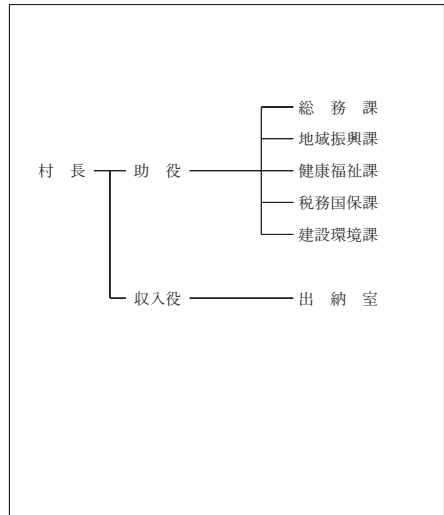 総務課
地域振興課
村長 助役 健康福祉課
税務国保課
建設環境課
収入役 出納室